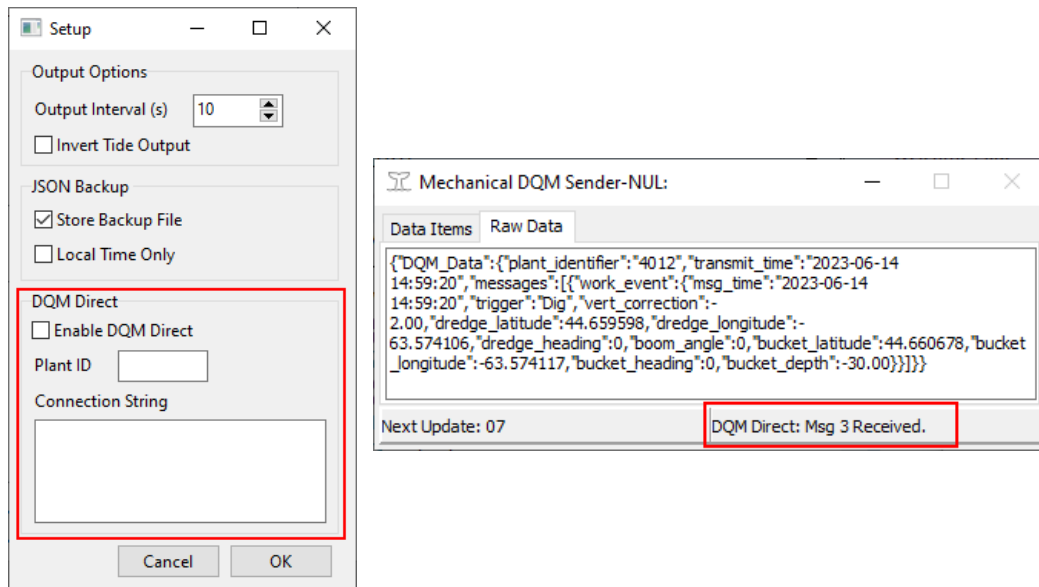 Setup
Output Options
Output Interval (s) 10
Invert Tide Output
JSON Backup
Store Backup File
Local Time Only
DQM Direct
Enable DQM Direct
Plant ID
Connection String
Cancel OK
Mechanical DQM Sender-NUL:
Data Items Raw Data
{"DQM_Data":{"plant_identifier":"4012","transmit_time":"2023-06-14
14:59:20","messages":[{"work_event":{"msg_time":"2023-06-14
14:59:20","trigger":"Dig","vert_correction":-
2.00,"dredge_latitude":44.659598,"dredge_longitude":-
63.574106,"dredge_heading":0,"boom_angle":0,"bucket_latitude":44.660678,"bucket
_longitude":-63.574117,"bucket_heading":0,"bucket_depth":-30.00}}]}}
Next Update: 07 DQM Direct: Msg 3 Received.